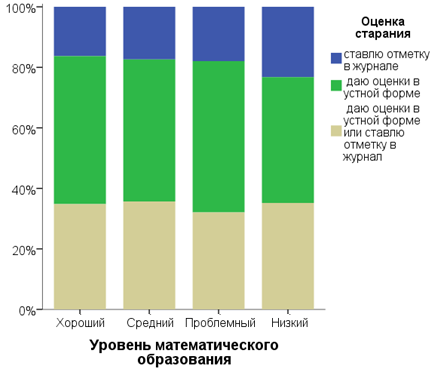 100%
80%
60%
40%
20%
0%
Хороший
Средний
Проблемный
Низкий
Уровень математического
образования
Оценка
старания
ставлю отметку
в журнале
даю оценки в
устной форме
даю оценки в
устной форме
или ставлю
отметку в
журнал